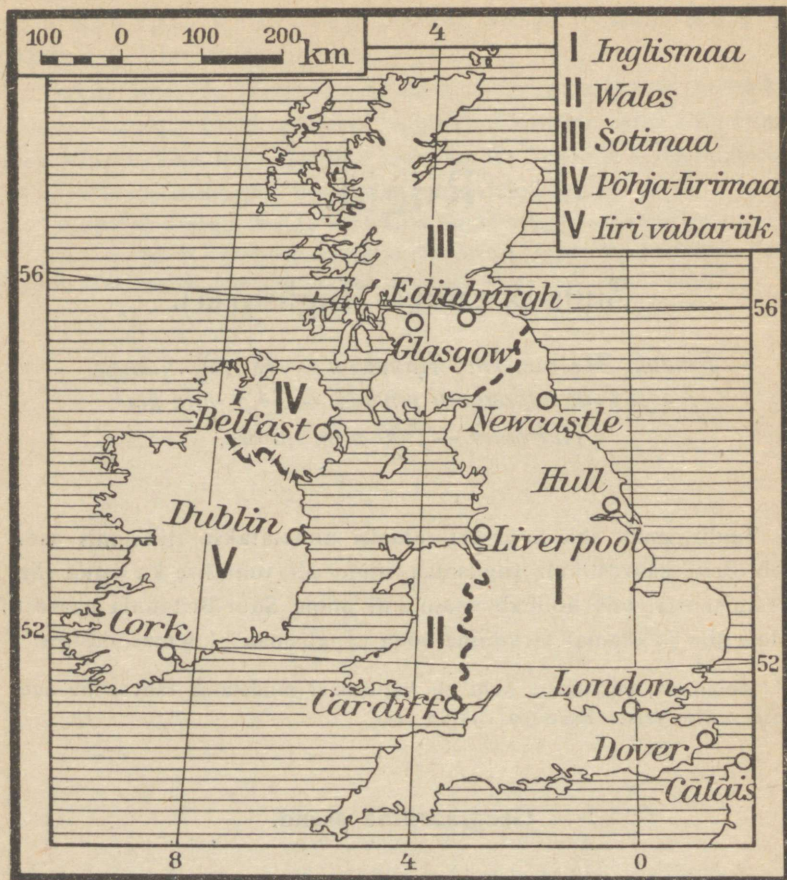 100 0 100 200 km
4
I Inglismaa
II Wales
III Šotimaa
IV Põhja-Iirimaa
V Iiri vabariik
III
56
56
Edinburgh
Glasgow
IV
Belfast
Newcastle
Hull
Dublin
Liverpool
V
I
Cork
II
52
52
London
Cardiff
Dover
Calais
8 4 0